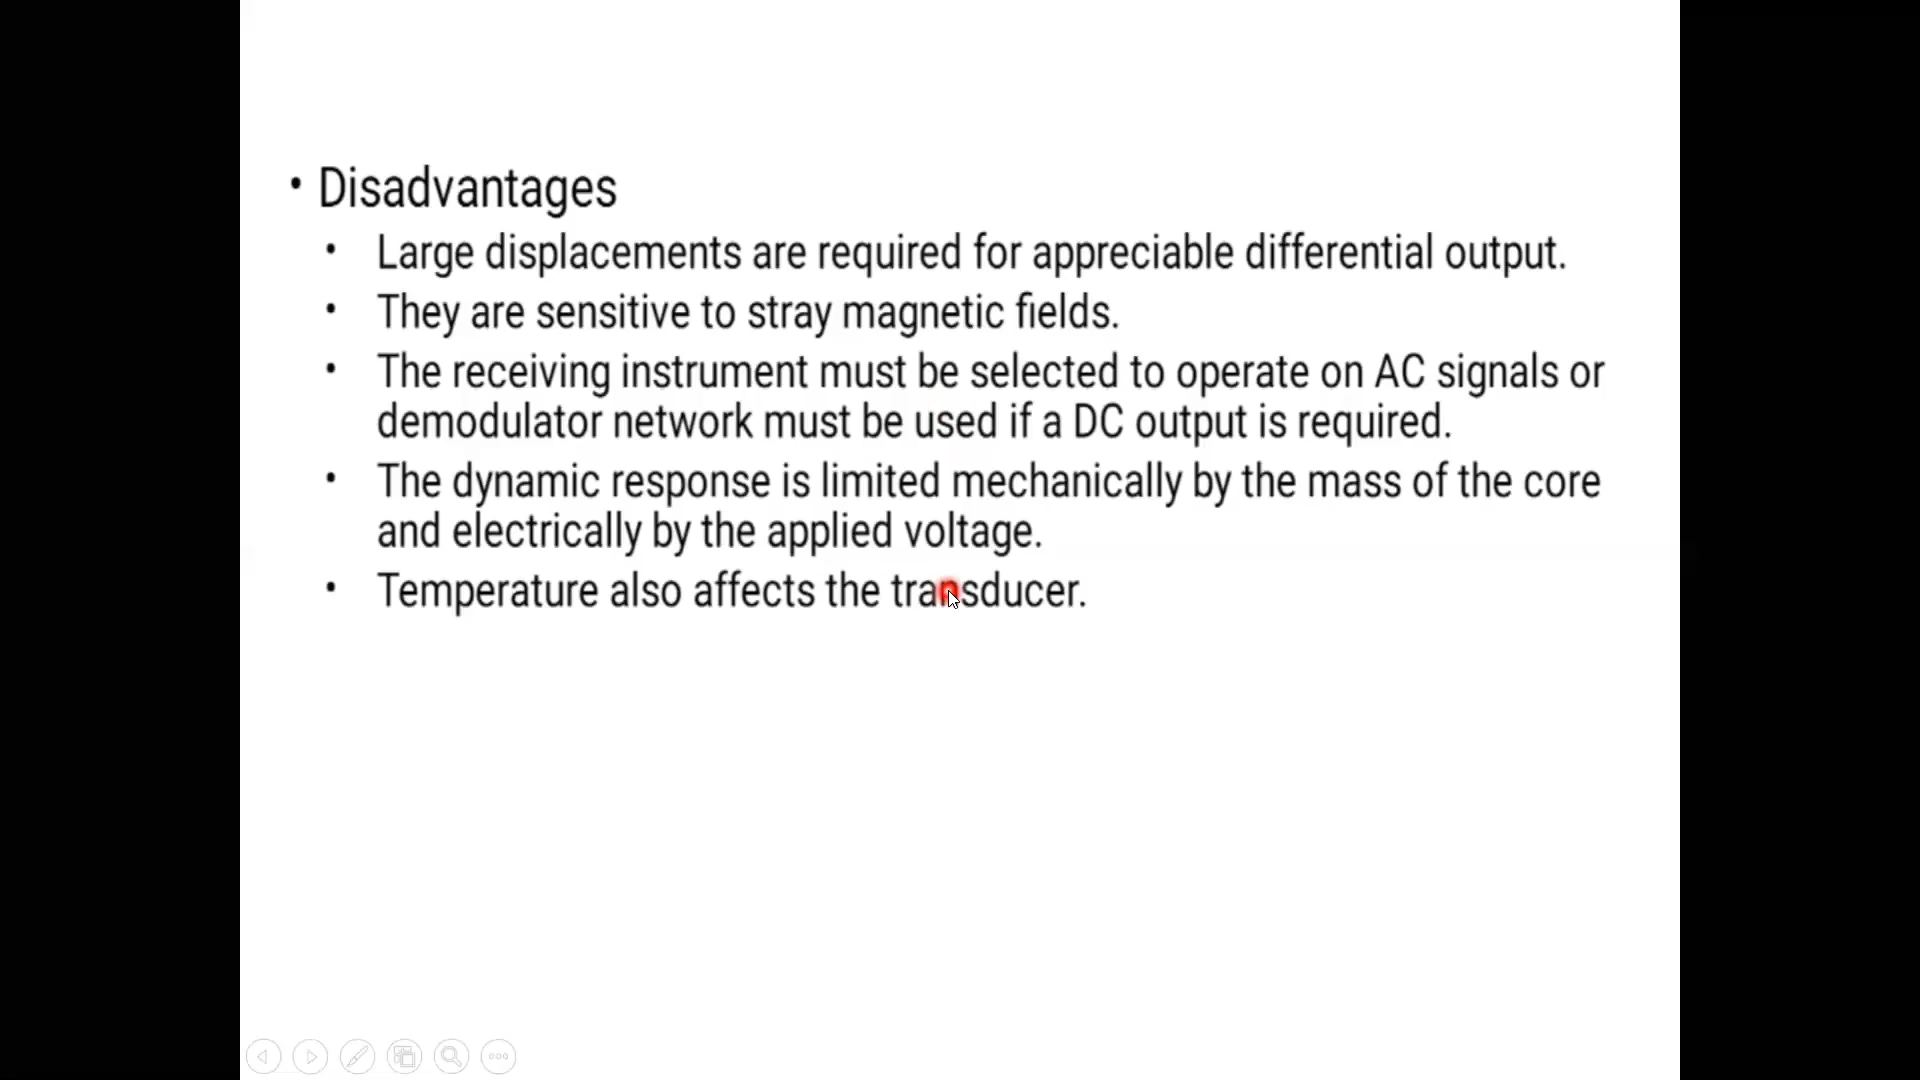 • Disadvantages
• Large displacements are required for appreciable differential output.
• They are sensitive to stray magnetic fields.
• The receiving instrument must be selected to operate on AC signals or
demodulator network must be used if a DC output is required.
• The dynamic response is limited mechanically by the mass of the core
and electrically by the applied voltage.
• Temperature also affects the transducer.